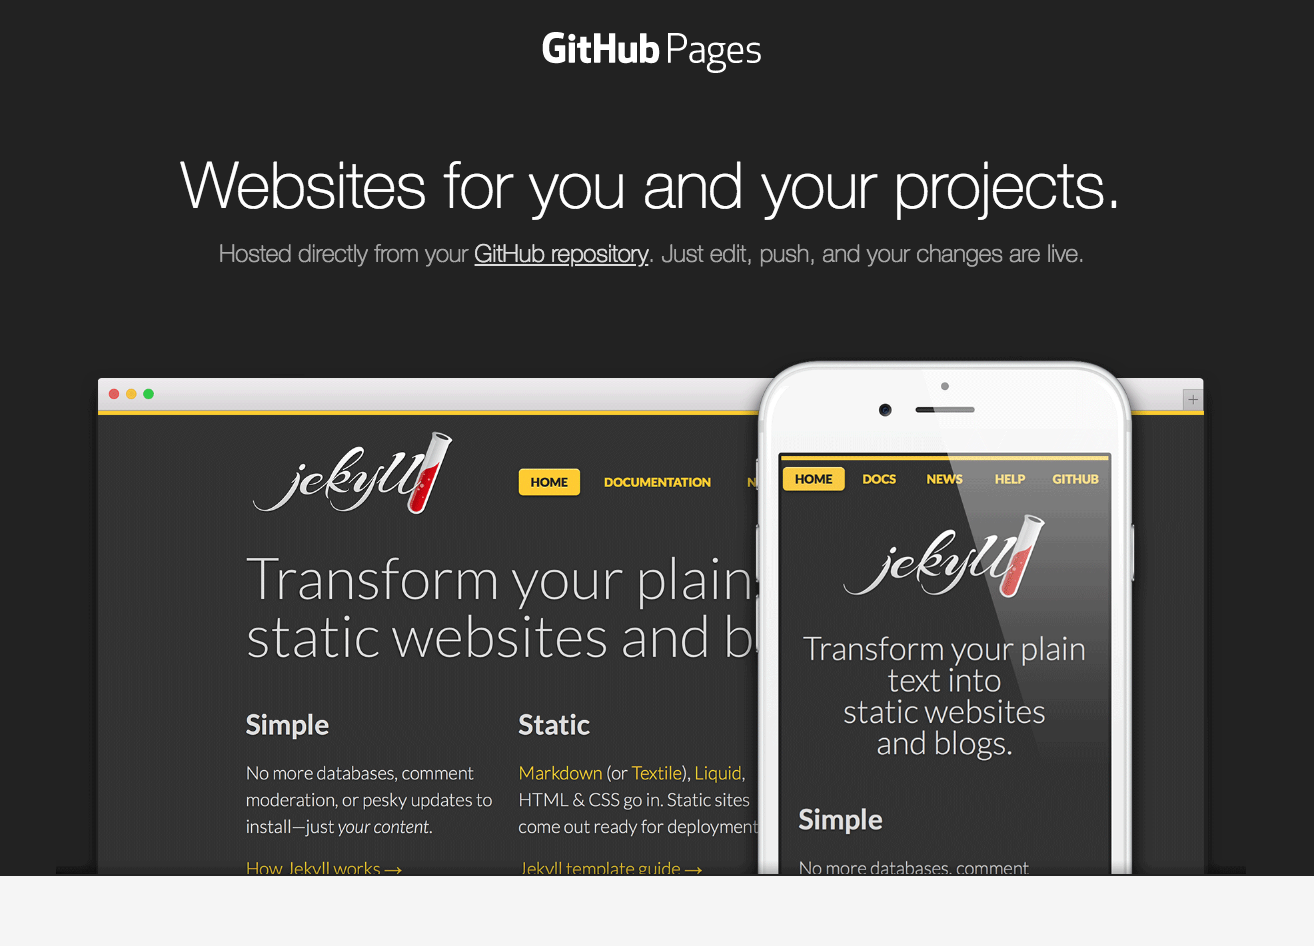 GitHub Pages
Websites for you and your projects.
Hosted directly from your GitHub repository. Just edit, push, and your changes are live.
jekyll
HOME DOCUMENTATION N
Transform your plain
static websites and b
Simple
No more databases, comment
moderation, or pesky updates to
install—just your content.
How Jekyll works →
Static
Markdown (or Textile), Liquid,
HTML & CSS go in. Static sites
come out ready for deployment
Jekyll template guide →
HOME DOCS NEWS HELP GITHUB
jekyll
Transform your plain
text into
static websites
and blogs.
Simple
No more databases, comment